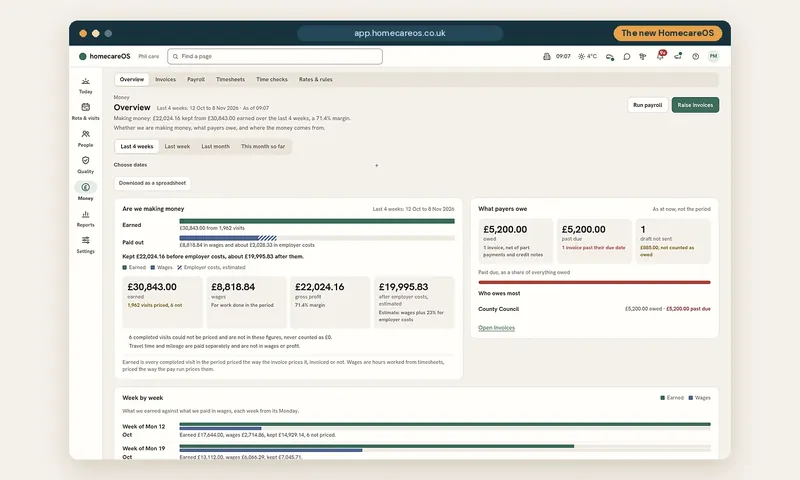 app.homecareos.co.uk
The new HomecareOS
homecareOS
Phil care
Find a page
09:07
4°C
9+
PM
Today
Rota & visits
People
Quality
Money
Reports
Settings
Overview
Invoices
Payroll
Timesheets
Time checks
Rates & rules
Money
Overview
Last 4 weeks: 12 Oct to 8 Nov 2026 · As of 09:07
Making money: £22,024.16 kept from £30,843.00 earned over the last 4 weeks, a 71.4% margin.
Whether we are making money, what payers owe, and where the money comes from.
Run payroll
Raise invoices
Last 4 weeks
Last week
Last month
This month so far
Choose dates
Download as a spreadsheet
Are we making money
Last 4 weeks: 12 Oct to 8 Nov 2026
Earned
£30,843.00 from 1,962 visits
Paid out
£8,818.84 in wages and about £2,028.33 in employer costs
Kept £22,024.16 before employer costs, about £19,995.83 after them.
Earned
Wages
Employer costs, estimated
£30,843.00
earned
1,962 visits priced, 6 not
£8,818.84
wages
For work done in the period
£22,024.16
gross profit
71.4% margin
£19,995.83
after employer costs,
estimated
Estimate: wages plus 23% for
employer costs
6 completed visits could not be priced and are not in these figures, never counted as £0.
Travel time and mileage are paid separately and are not in wages or profit.
Earned is every completed visit in the period priced the way the invoice prices it, invoiced or not. Wages are hours worked from timesheets,
priced the way the pay run prices them.
What payers owe
As at now, not the period
£5,200.00
owed
1 invoice, net of part
payments and credit notes
£5,200.00
past due
1 invoice past their due date
1
draft not sent
£885.00, not counted as
owed
Past due, as a share of everything owed
Who owes most
County Council
£5,200.00 owed · £5,200.00 past due
Open Invoices
Week by week
Earned
Wages
What we earned against what we paid in wages, each week from its Monday.
Week of Mon 12
Oct
Earned £17,644.00, wages £2,714.86, kept £14,929.14, 6 not priced.
Week of Mon 19
Oct
Earned £13,112.00, wages £6,066.29, kept £7,045.71.